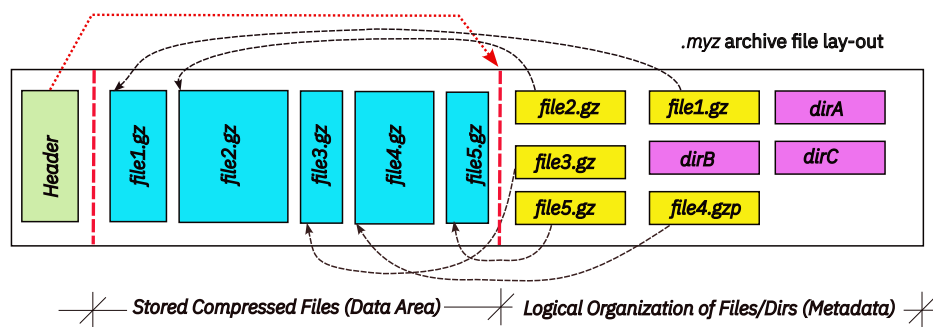 .myz archive file lay-out
Header
file1.gz
file2.gz
file3.gz
file4.gz
file5.gz
file2.gz
file1.gz
dirA
file3.gz
dirB
dirC
file5.gz
file4.gzp
Stored Compressed Files (Data Area)
Logical Organization of Files/Dirs (Metadata)